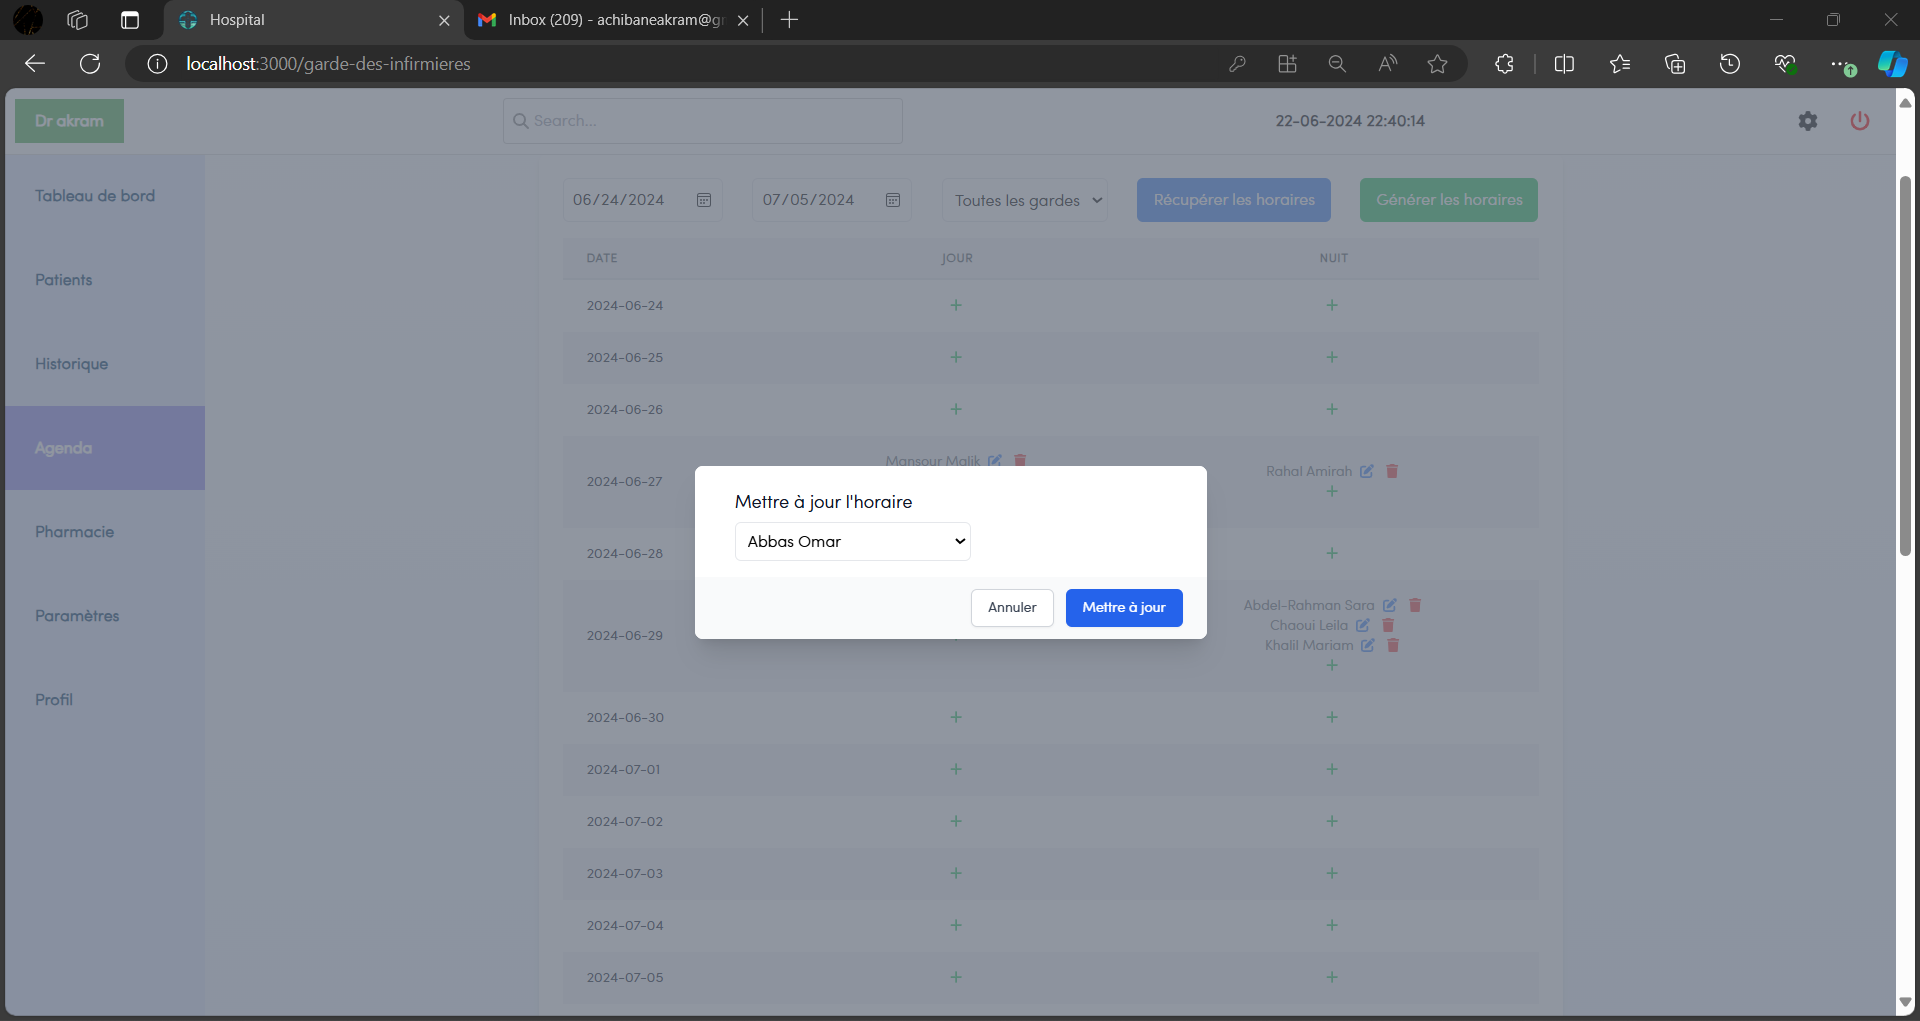 Hospital
Inbox (209) - achibaneakram@gr
localhost:3000/garde-des-infirmieres
Dr akram
Search...
22-06-2024 22:40:14
Tableau de bord
Patients
Historique
Agenda
Pharmacie
Paramètres
Profil
06/24/2024
07/05/2024
Toutes les gardes
Récupérer les horaires
Générer les horaires
DATE JOUR NUIT
2024-06-24 + +
2024-06-25 + +
2024-06-26 + +
2024-06-27
Mansour Malik
Rahal Amirah
+
2024-06-28 +
2024-06-29
Abdel-Rahman Sara
Chaoui Leila
Khalil Mariam
+
2024-06-30 + +
2024-07-01 + +
2024-07-02 + +
2024-07-03 + +
2024-07-04 + +
2024-07-05 + +
Mettre à jour l'horaire
Abbas Omar
Annuler
Mettre à jour